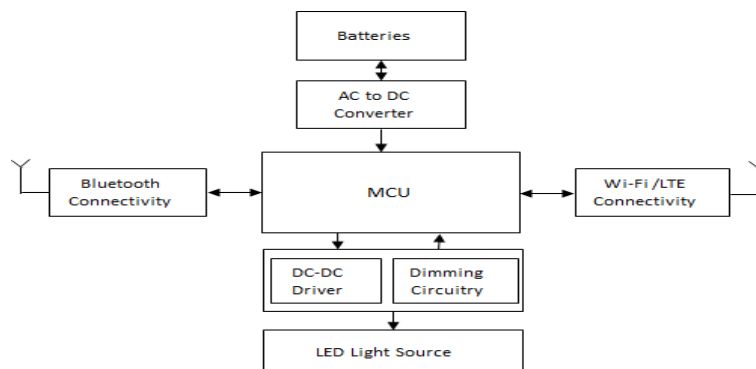 Batteries
AC to DC
Converter
Bluetooth
Connectivity
MCU
Wi-Fi /LTE
Connectivity
DC-DC
Driver
Dimming
Circuitry
LED Light Source